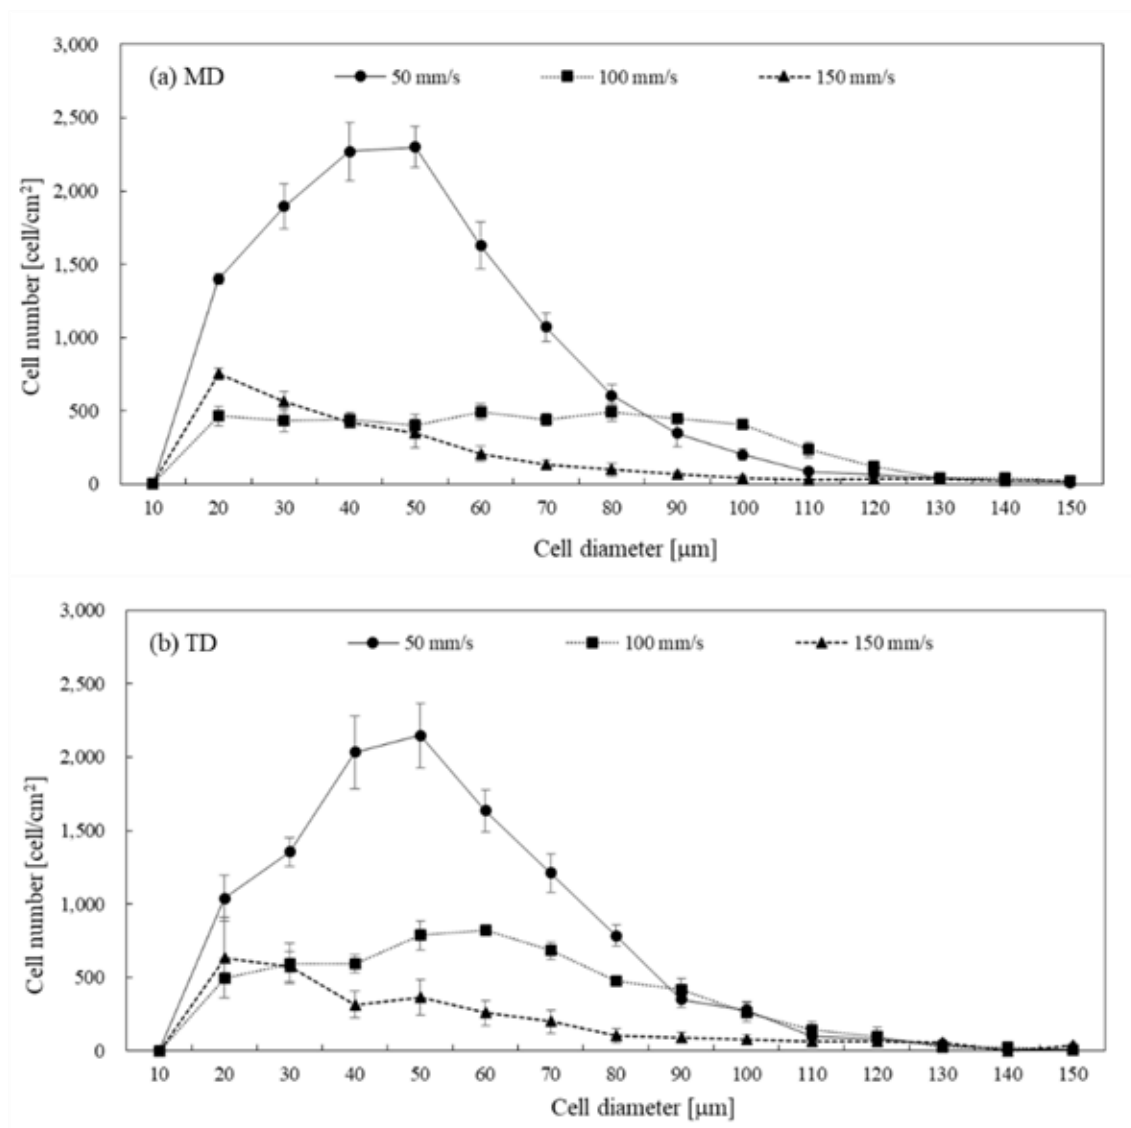 3,000
(a) MD
50 mm/s
100 mm/s
150 mm/s
2,500
2,000
1,500
1,000
500
0
Cell number [cell/cm²]
10 20 30 40 50 60 70 80 90 100 110 120 130 140 150
Cell diameter [μm]
3,000
(b) TD
50 mm/s
100 mm/s
150 mm/s
2,500
2,000
1,500
1,000
500
0
Cell number [cell/cm²]
10 20 30 40 50 60 70 80 90 100 110 120 130 140 150
Cell diameter [μm]